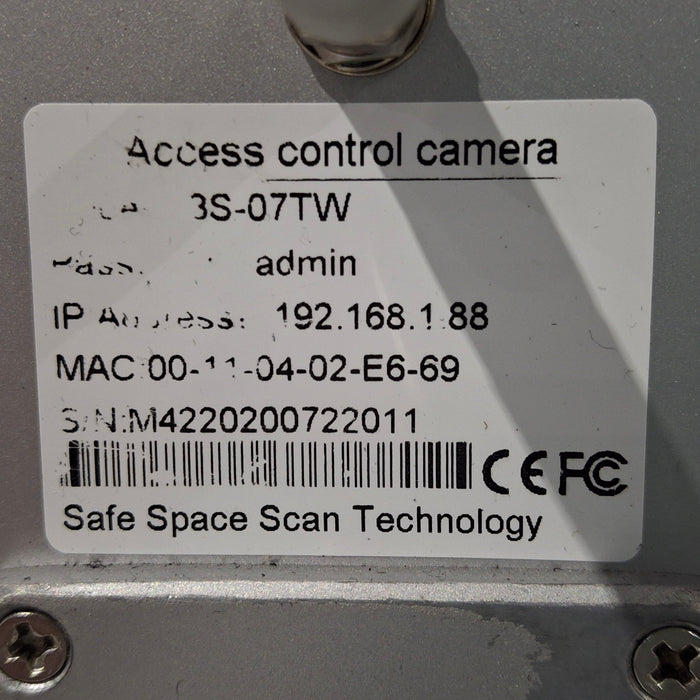 Access control camera
3S-07TW
admin
IP Address: 192.168.1.88
MAC:00-11-04-02-E6-69
S/N:M4220200722011
CE FC
Safe Space Scan Technology